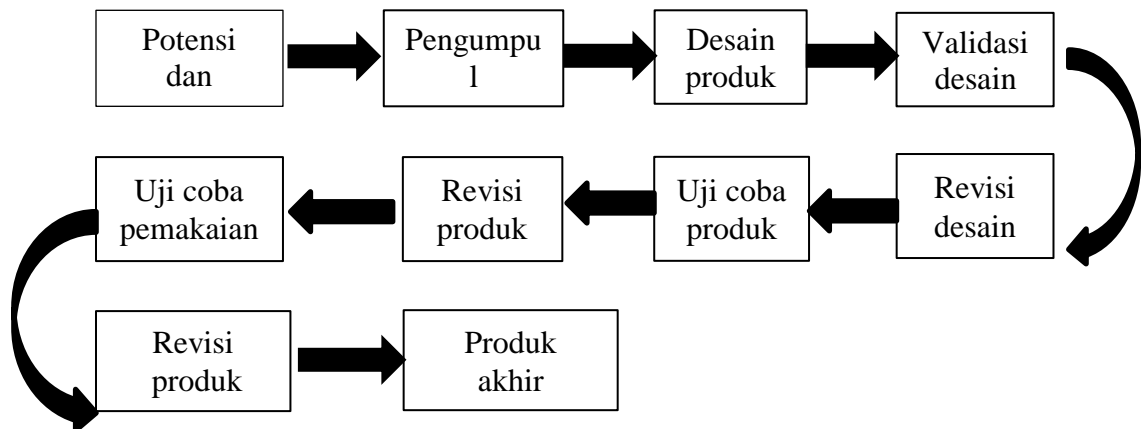 Potensi
dan
Pengumpu
l
Desain
produk
Validasi
desain
Revisi
desain
Uji coba
produk
Revisi
produk
Uji coba
pemakaian
Revisi
produk
Produk
akhir